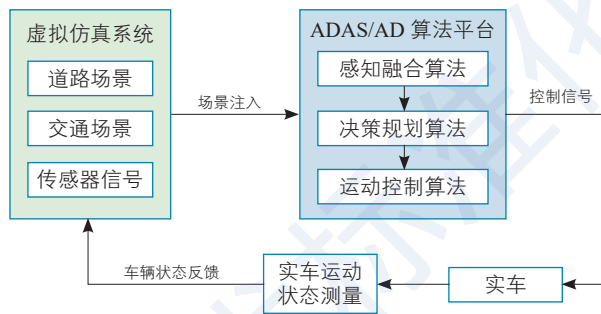 虚拟仿真系统
道路场景
交通场景
传感器信号
场景注入
ADAS/AD 算法平台
感知融合算法
决策规划算法
运动控制算法
控制信号
车辆状态反馈
实车运动
状态测量
实车